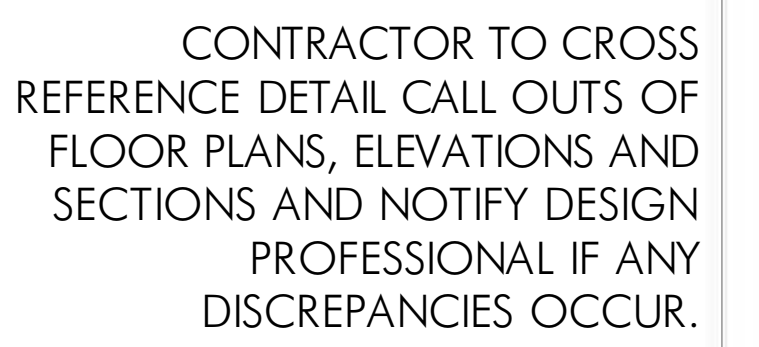 CONTRACTOR TO CROSS
REFERENCE DETAIL CALL OUTS OF
FLOOR PLANS, ELEVATIONS AND
SECTIONS AND NOTIFY DESIGN
PROFESSIONAL IF ANY
DISCREPANCIES OCCUR.